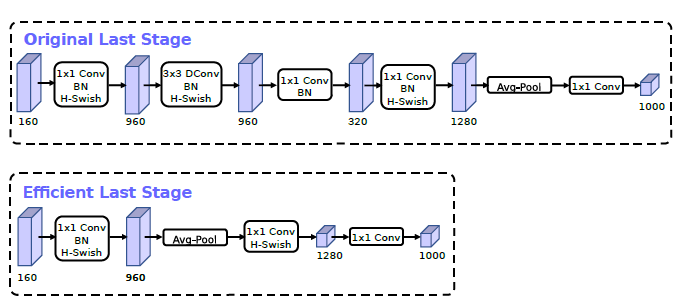 Original Last Stage
1x1 Conv
BN
H-Swish
3x3 DConv
BN
H-Swish
1x1 Conv
BN
1x1 Conv
BN
H-Swish
Avg-Pool
1x1 Conv
160
960
960
320
1280
1000
Efficient Last Stage
1x1 Conv
BN
H-Swish
Avg-Pool
1x1 Conv
H-Swish
1x1 Conv
160
960
1280
1000